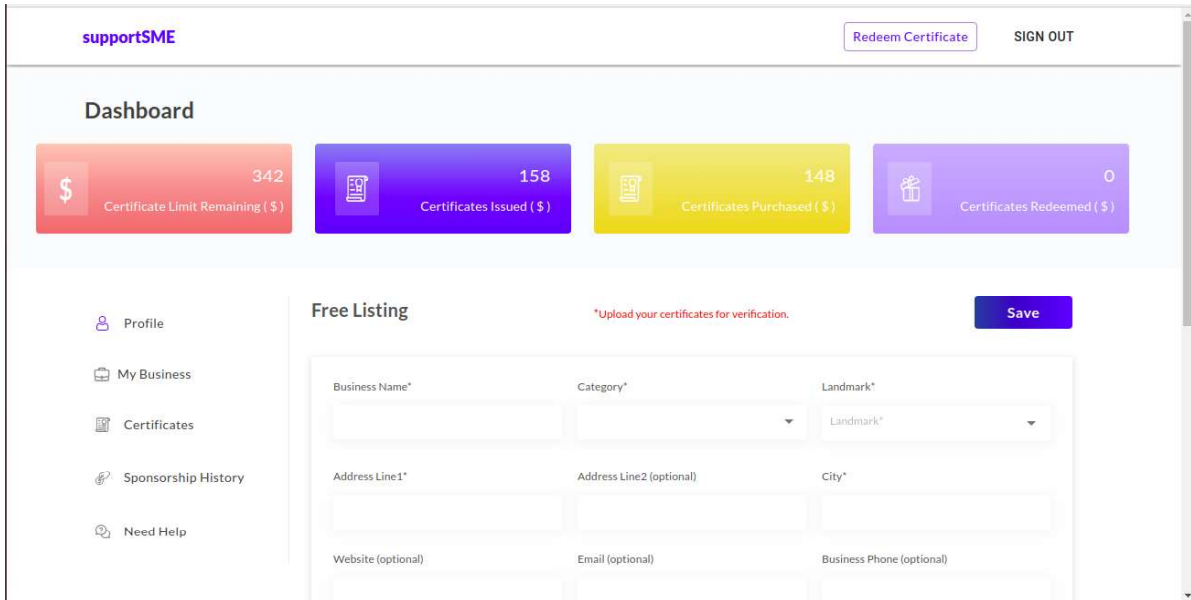 supportSME
Redeem Certificate
SIGN OUT
Dashboard
$
342
Certificate Limit Remaining ( $ )
158
Certificates Issued ( $ )
148
Certificates Purchased ( $ )
0
Certificates Redeemed ( $ )
Profile
My Business
Certificates
Sponsorship History
Need Help
Free Listing
*Upload your certificates for verification.
Save
Business Name*
Category*
Landmark*
Landmark*
Address Line1*
Address Line2 (optional)
City*
Website (optional)
Email (optional)
Business Phone (optional)